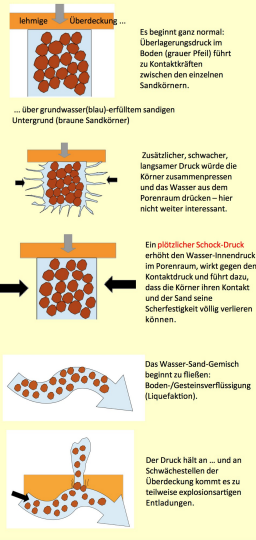 lehmige Überdeckung ...
Es beginnt ganz normal:
Überlagerungsdruck im
Boden (grauer Pfeil) führt
zu Kontaktkräften
zwischen den einzelnen
Sandkörnern.
... über grundwasser(blau)-erfülltem sandigen
Untergrund (braune Sandkörner)
Zusätzlicher, schwacher,
langsamer Druck würde die
Körner zusammenpressen
und das Wasser aus dem
Porenraum drücken – hier
nicht weiter interessant.
Ein plötzlicher Schock-Druck
erhöht den Wasser-Innendruck
im Porenraum, wirkt gegen den
Kontaktdruck und führt dazu,
dass die Körner ihren Kontakt
und der Sand seine
Scherfestigkeit völlig verlieren
können.
Das Wasser-Sand-Gemisch
beginnt zu fließen:
Boden-/Gesteinsverflüssigung
(Liquefaktion).
Der Druck hält an ... und an
Schwächestellen der
Überdeckung kommt es zu
teilweise explosionsartigen
Entladungen.